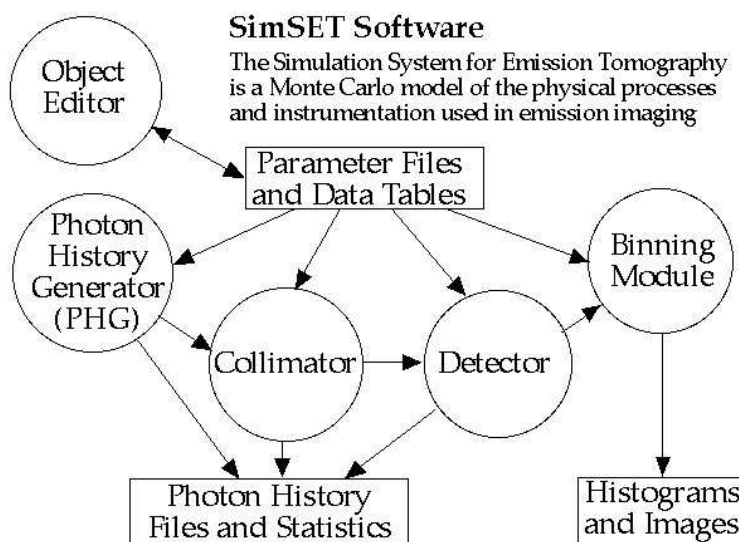 SimSET Software
The Simulation System for Emission Tomography
is a Monte Carlo model of the physical processes
and instrumentation used in emission imaging
Object
Editor
Parameter Files
and Data Tables
Photon
History
Generator
(PHG)
Collimator
Detector
Binning
Module
Photon History
Files and Statistics
Histograms
and Images